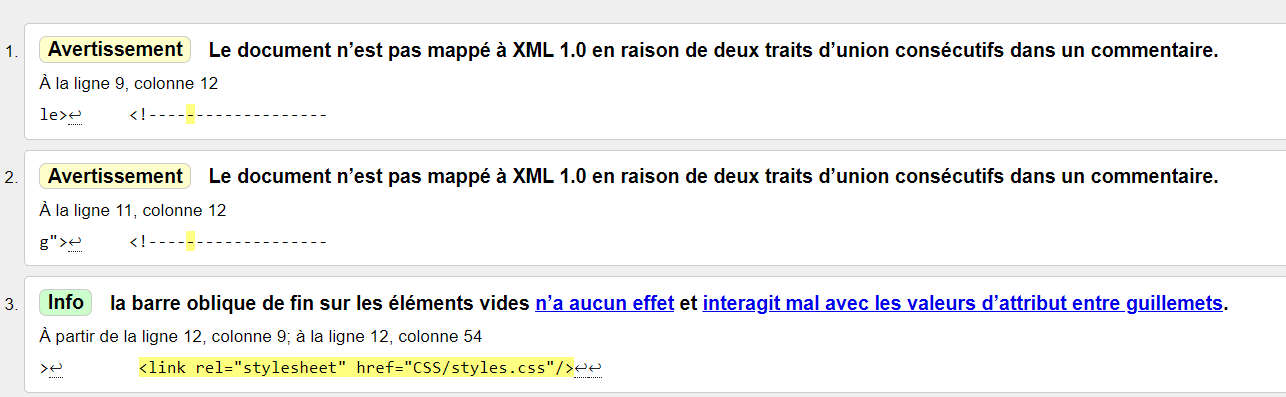 1. Avertissement Le document n’est pas mappé à XML 1.0 en raison de deux traits d’union consécutifs dans un commentaire.
À la ligne 9, colonne 12
le>↩ <!-------------------
2. Avertissement Le document n’est pas mappé à XML 1.0 en raison de deux traits d’union consécutifs dans un commentaire.
À la ligne 11, colonne 12
g">↩ <!-------------------
3. Info la barre oblique de fin sur les éléments vides n’a aucun effet et interagit mal avec les valeurs d’attribut entre guillemets.
À partir de la ligne 12, colonne 9; à la ligne 12, colonne 54
>↩ <link rel="stylesheet" href="CSS/styles.css"/>↩↩